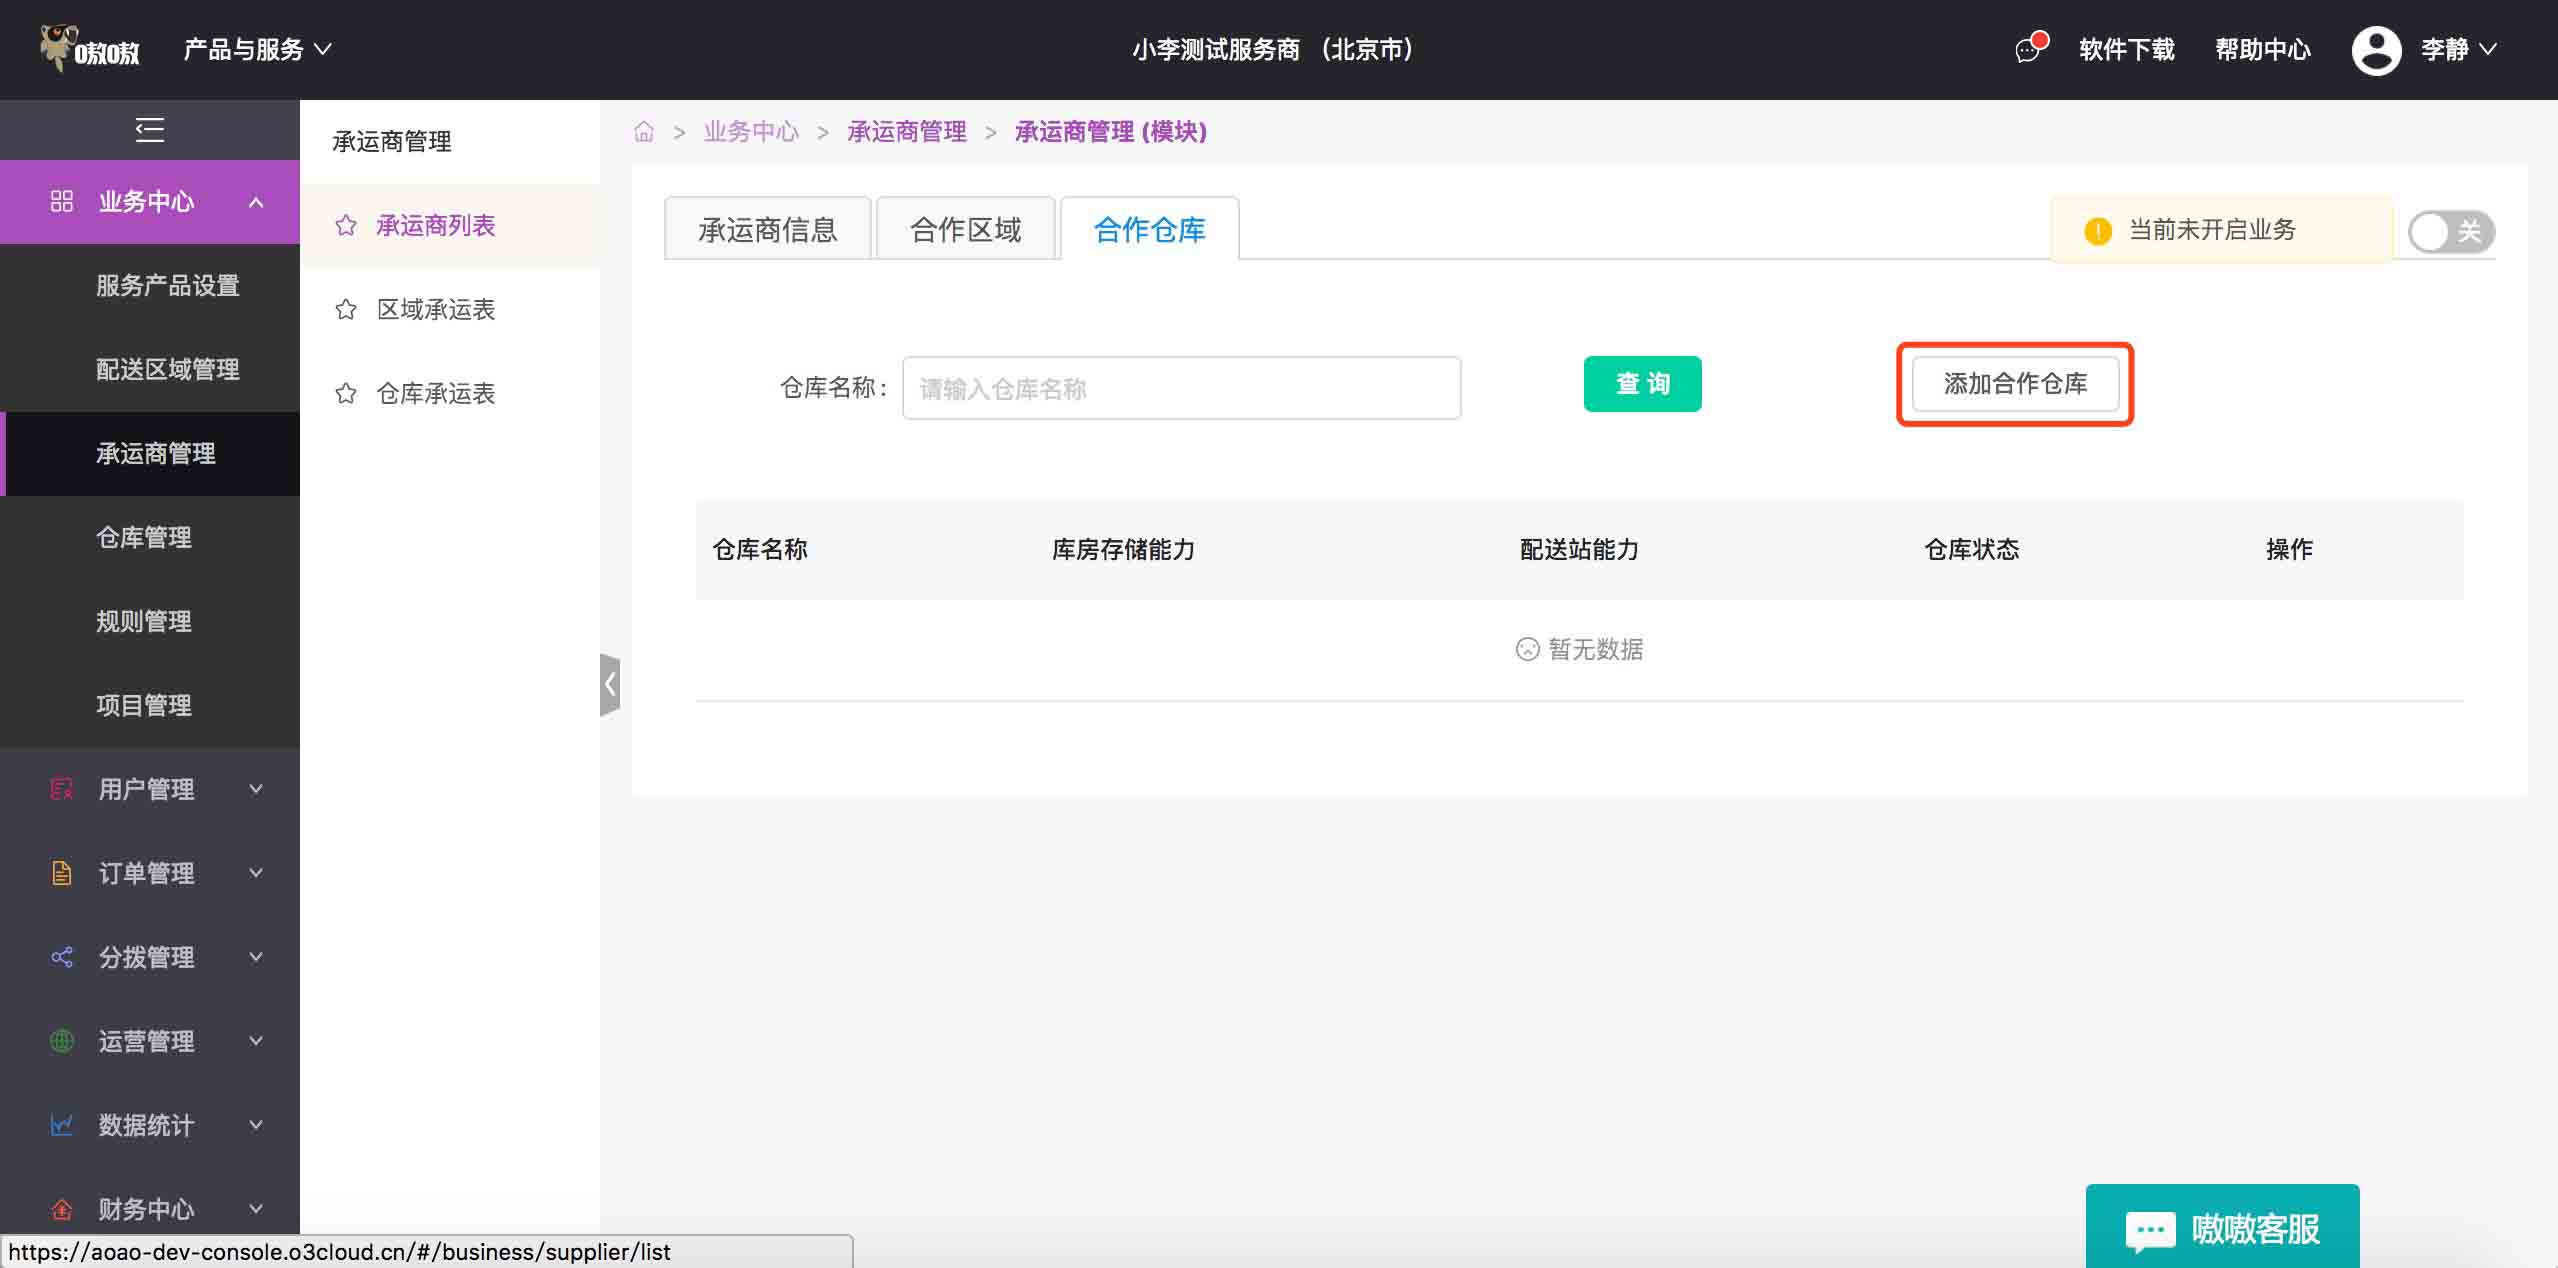 嗷嗷 产品与服务 小李测试服务商 （北京市） 软件下载 帮助中心 李静
业务中心
服务产品设置
配送区域管理
承运商管理
仓库管理
规则管理
项目管理
用户管理
订单管理
分拨管理
运营管理
数据统计
财务中心
承运商管理
承运商列表
区域承运表
仓库承运表
> 业务中心 > 承运商管理 > 承运商管理 (模块)
承运商信息 合作区域 合作仓库 当前未开启业务 关
仓库名称： 请输入仓库名称 查 询 添加合作仓库
仓库名称 库房存储能力 配送站能力 仓库状态 操作
暂无数据
嗷嗷客服
https://aoao-dev-console.o3cloud.cn/#/business/supplier/list